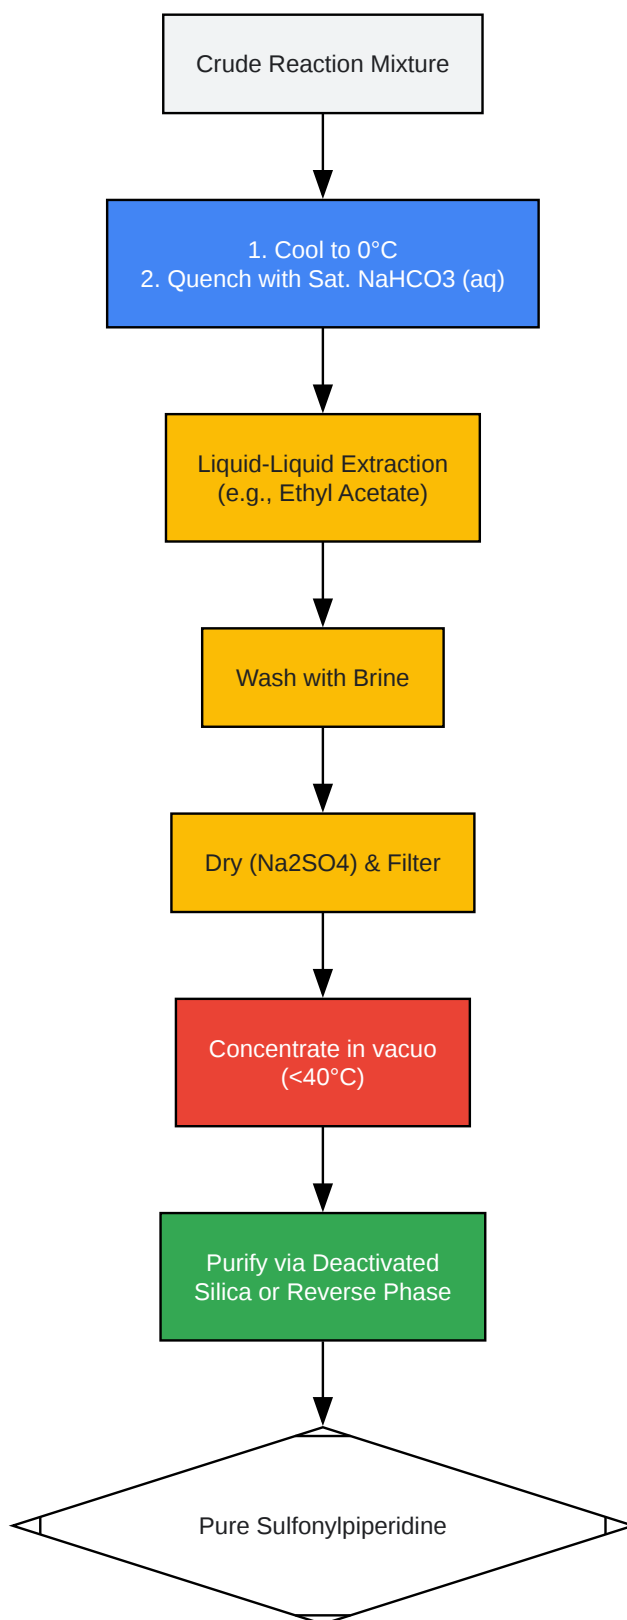 Crude Reaction Mixture
1. Cool to 0°C
2. Quench with Sat. NaHCO3 (aq)
Liquid-Liquid Extraction
(e.g., Ethyl Acetate)
Wash with Brine
Dry (Na2SO4) & Filter
Concentrate in vacuo
(<40°C)
Purify via Deactivated
Silica or Reverse Phase
Pure Sulfonylpiperidine